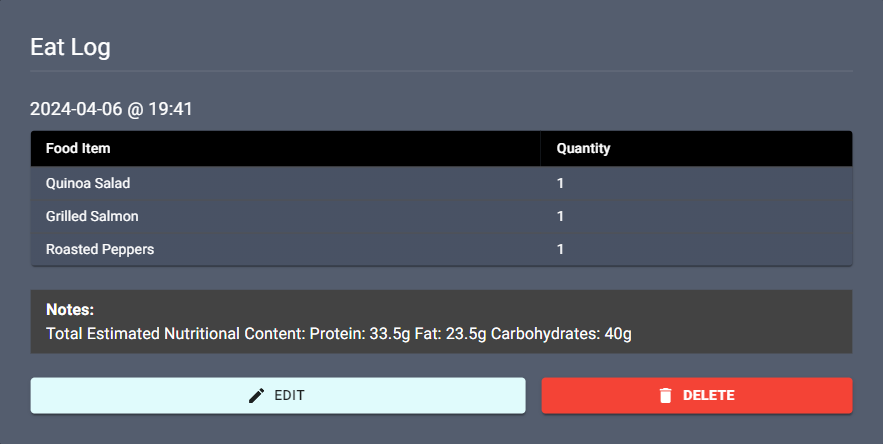 Eat Log
2024-04-06 @ 19:41
Food Item Quantity
Quinoa Salad 1
Grilled Salmon 1
Roasted Peppers 1
Notes:
Total Estimated Nutritional Content: Protein: 33.5g Fat: 23.5g Carbohydrates: 40g
EDIT DELETE